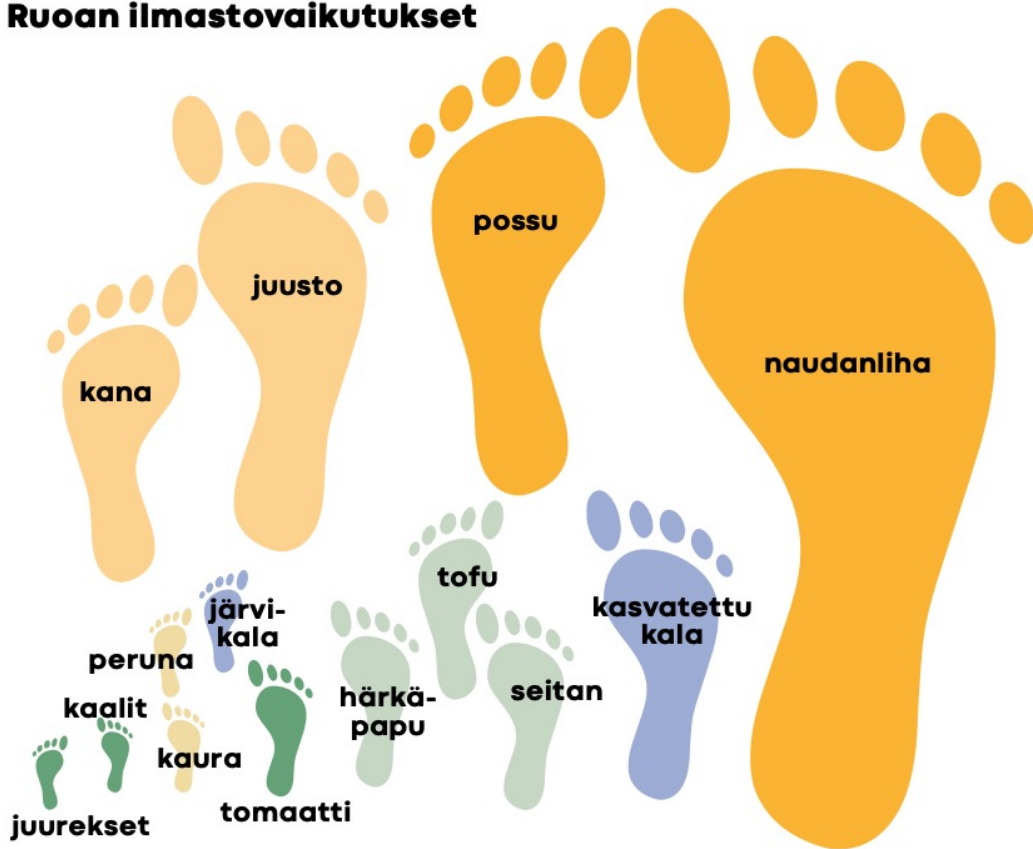 Ruoan ilmastovaikutukset
possu
juusto
naudanliha
kana
tofu
järvi-
kala
kasvatettu
kala
peruna
seitan
härkä-
papu
kaalit
kaura
tomaatti
juurekset